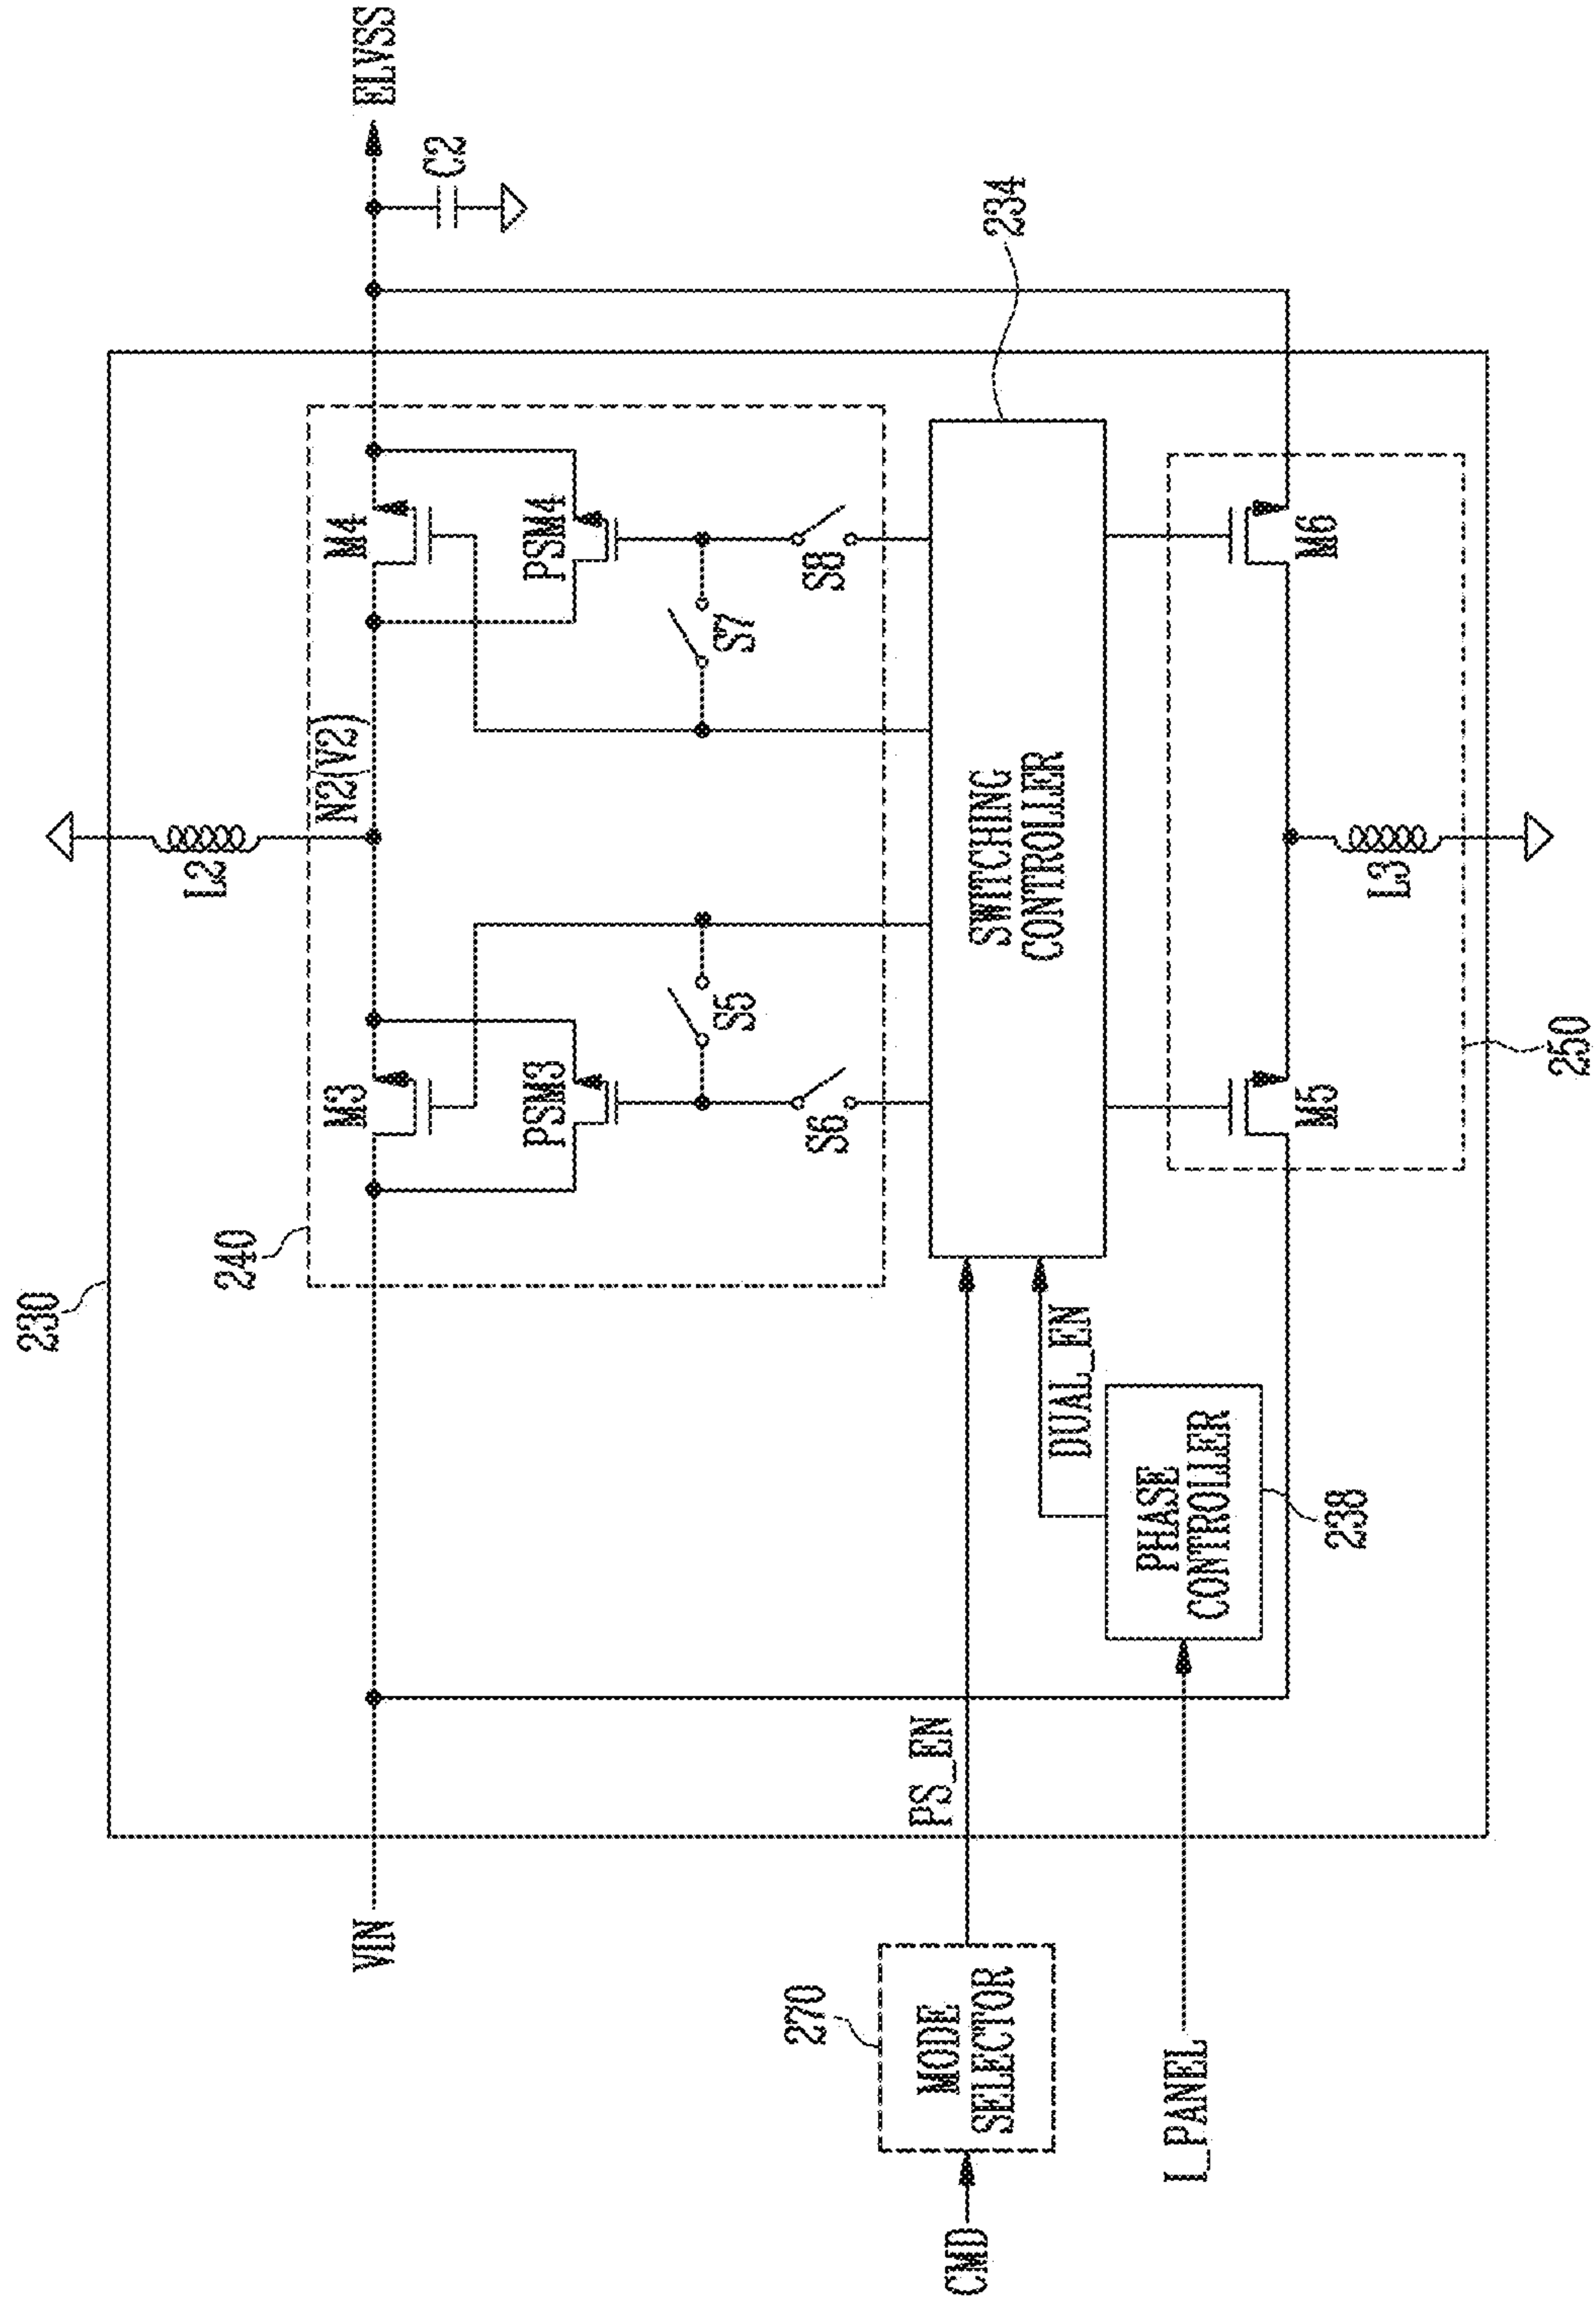 230
240
L2
N2(V2)
M3
M4
VIN
ELVSS
C2
PSM3
PSM4
S5
S7
S6
S8
270
MODE
SELECTOR
CMD
PS_EN
SWITCHING
CONTROLLER
234
DUAL_EN
PHASE
CONTROLLER
238
I_PANEL
M5
M6
L3
250